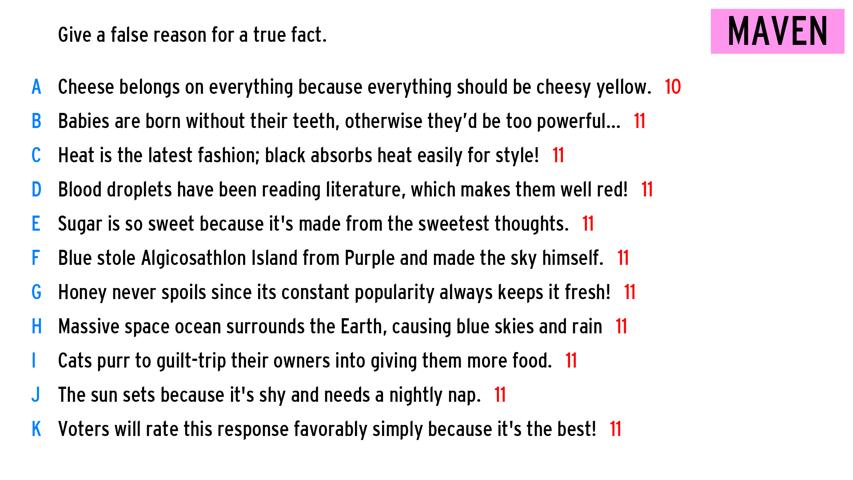 Give a false reason for a true fact.
MAVEN
A Cheese belongs on everything because everything should be cheesy yellow. 10
B Babies are born without their teeth, otherwise they'd be too powerful... 11
C Heat is the latest fashion; black absorbs heat easily for style! 11
D Blood droplets have been reading literature, which makes them well red! 11
E Sugar is so sweet because it's made from the sweetest thoughts. 11
F Blue stole Algicosathlon Island from Purple and made the sky himself. 11
G Honey never spoils since its constant popularity always keeps it fresh! 11
H Massive space ocean surrounds the Earth, causing blue skies and rain 11
I Cats purr to guilt-trip their owners into giving them more food. 11
J The sun sets because it's shy and needs a nightly nap. 11
K Voters will rate this response favorably simply because it's the best! 11